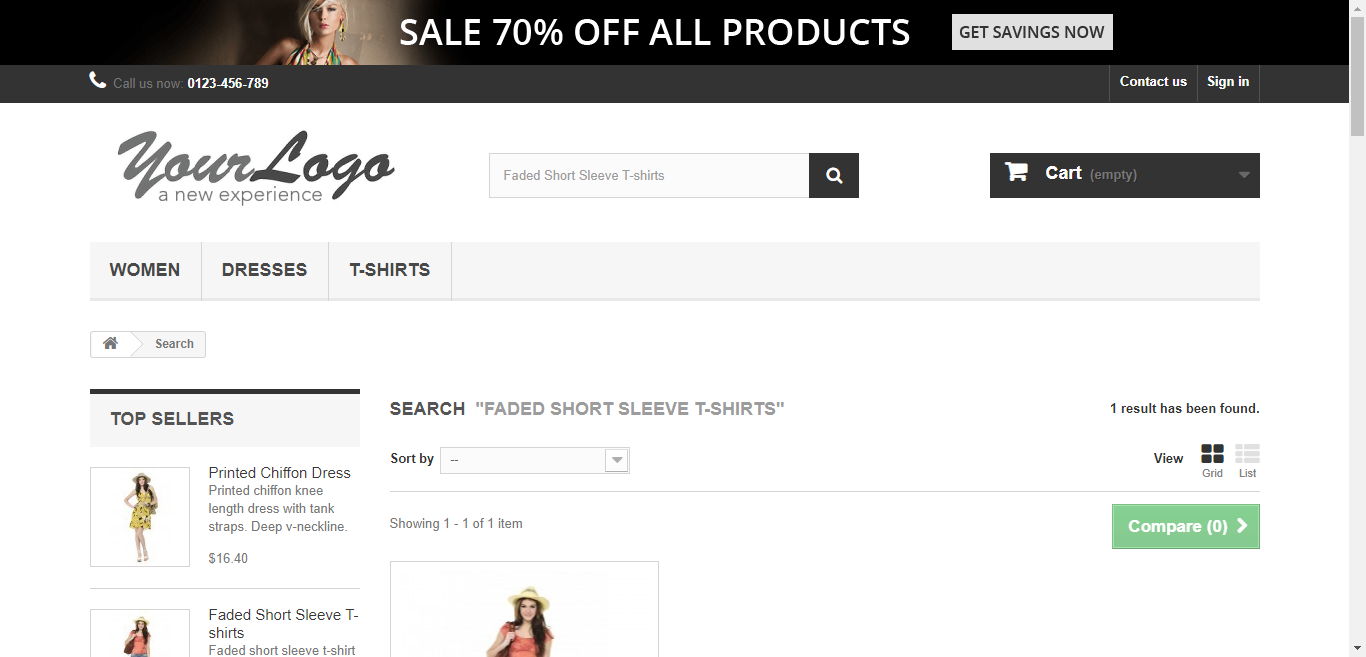 SALE 70% OFF ALL PRODUCTS GET SAVINGS NOW
Call us now: 0123-456-789 Contact us Sign in
YourLogo
a new experience
Faded Short Sleeve T-shirts
Cart (empty)
WOMEN DRESSES T-SHIRTS
Search
TOP SELLERS
Printed Chiffon Dress
Printed chiffon knee
length dress with tank
straps. Deep v-neckline.
$16.40
Faded Short Sleeve T-
shirts
Faded short sleeve t-shirt
SEARCH "FADED SHORT SLEEVE T-SHIRTS"
1 result has been found.
Sort by --
View Grid List
Showing 1 - 1 of 1 item
Compare (0)